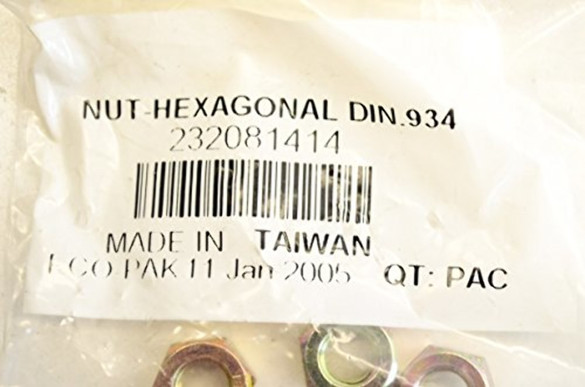 NUT-HEXAGONAL DIN.934
232081414
MADE IN TAIWAN
ECO PAK 11 Jan 2005 QT: PAC